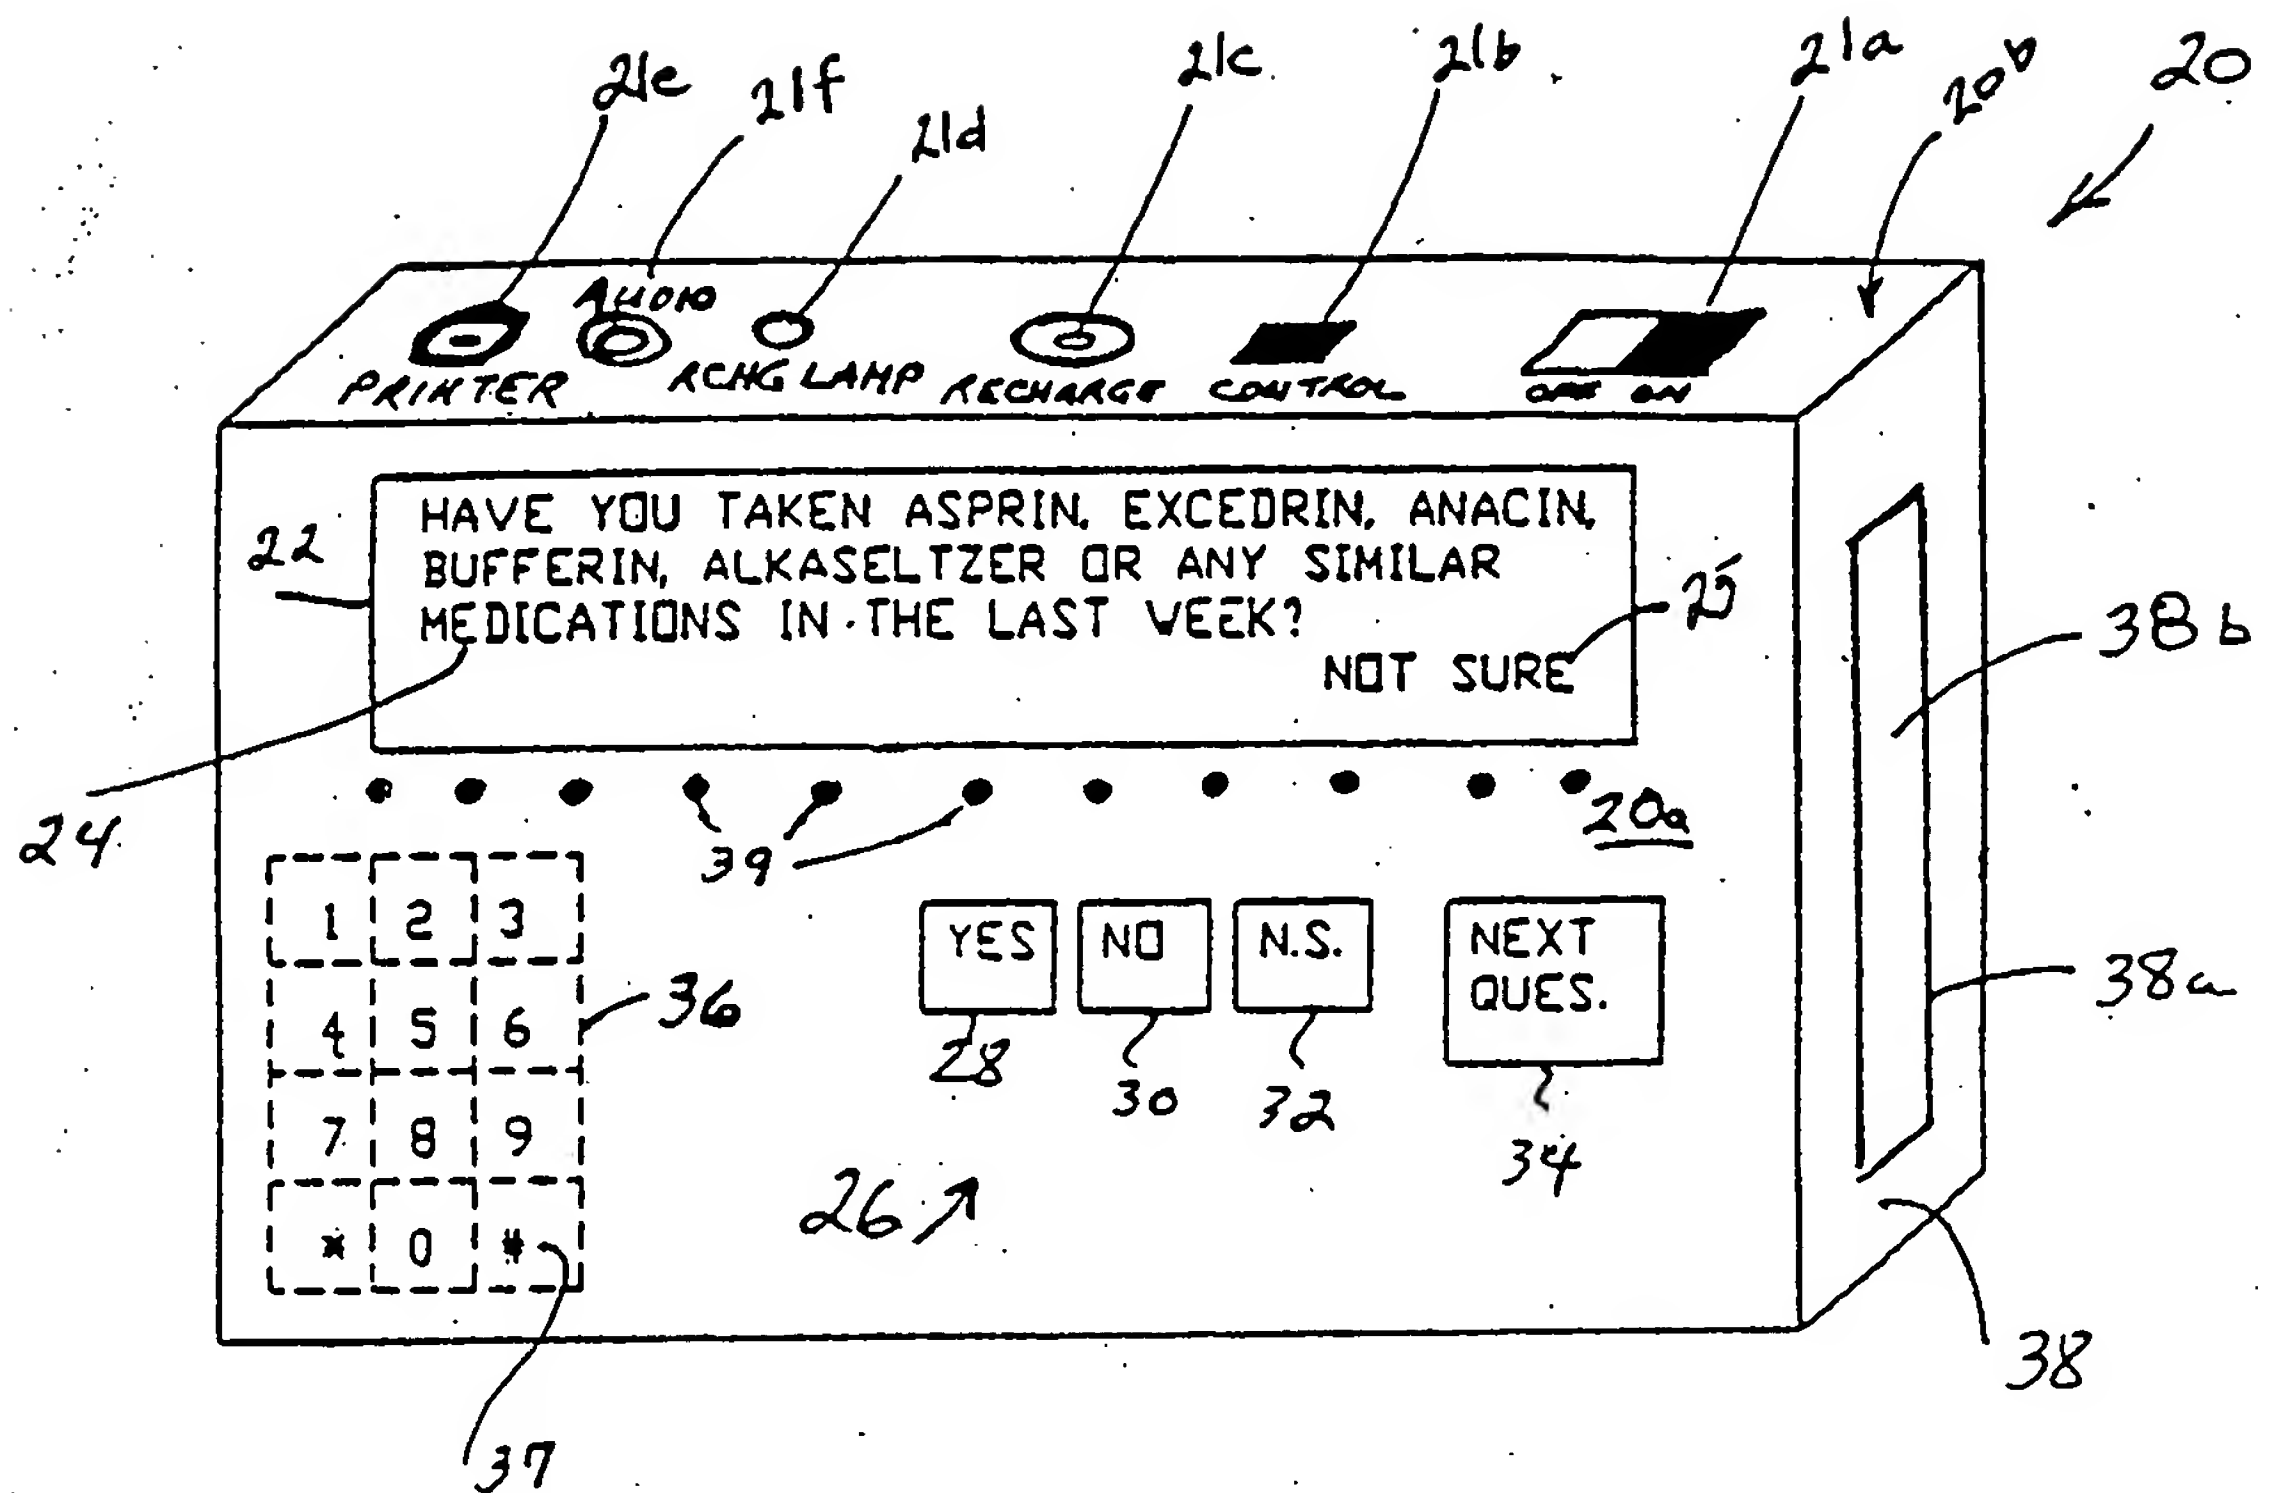 21e 21f 21d 21c 21b 21a 20b 20
AUDIO
PRINTER RCHG LAMP RECHARGE CONTROL OFF ON
HAVE YOU TAKEN ASPRIN, EXCEDRIN, ANACIN,
BUFFERIN, ALKASELTZER OR ANY SIMILAR
MEDICATIONS IN THE LAST WEEK?
NOT SURE
22
25
38b
24
39
20a
1 2 3
4 5 6
7 8 9
* 0 #
36
37
YES
NO
N.S.
NEXT
QUES.
28
30
32
34
26
38a
38